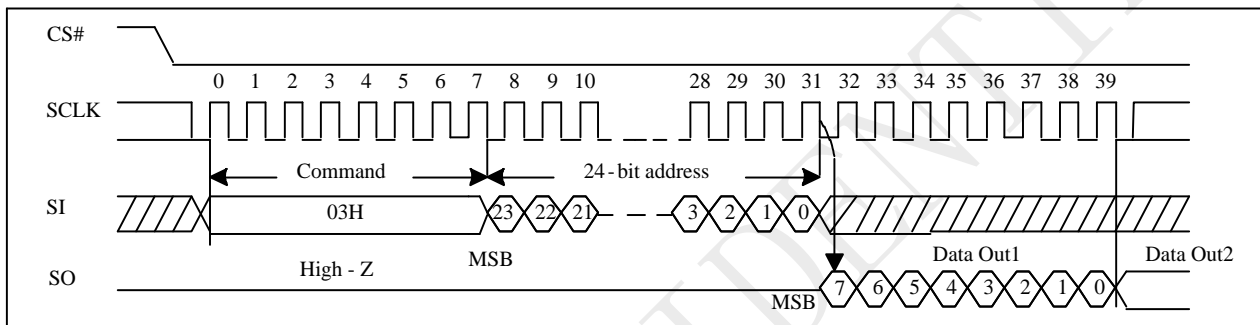 CS#
0 1 2 3 4 5 6 7 8 9 10 28 29 30 31 32 33 34 35 36 37 38 39
SCLK
Command 24-bit address
SI 03H 23 22 21 3 2 1 0
High - Z MSB Data Out1 Data Out2
SO MSB 7 6 5 4 3 2 1 0